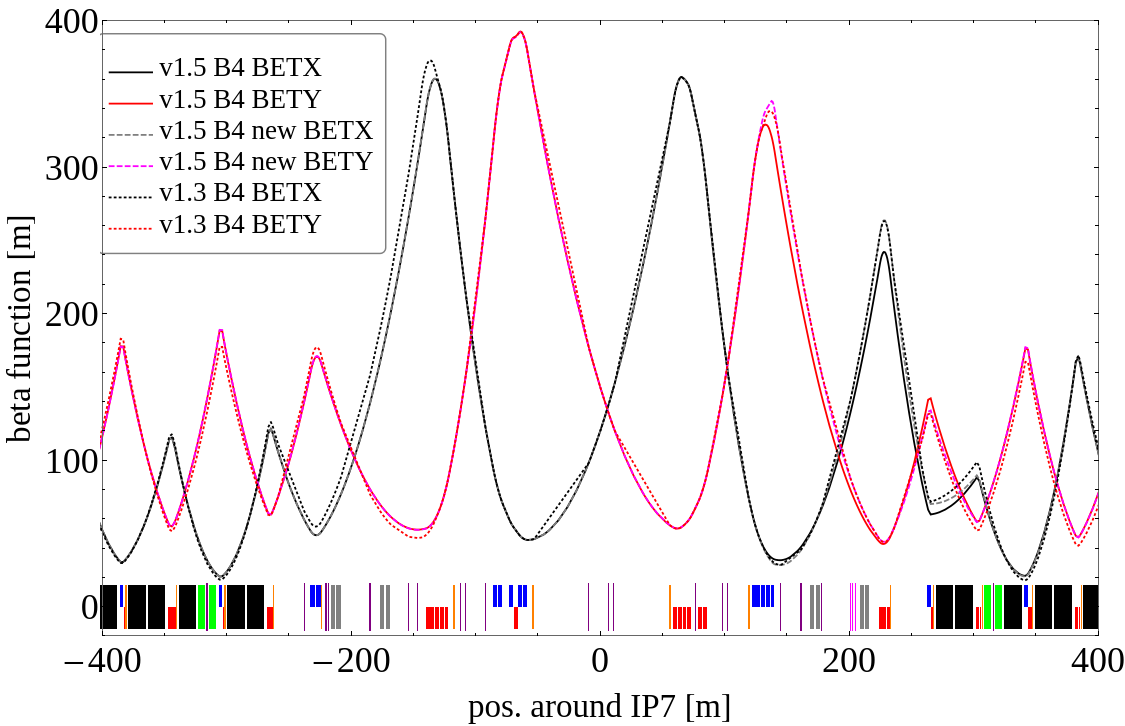 400
300
200
100
0
beta function [m]
v1.5 B4 BETX
v1.5 B4 BETY
v1.5 B4 new BETX
v1.5 B4 new BETY
v1.3 B4 BETX
v1.3 B4 BETY
−400 −200 0 200 400
pos. around IP7 [m]